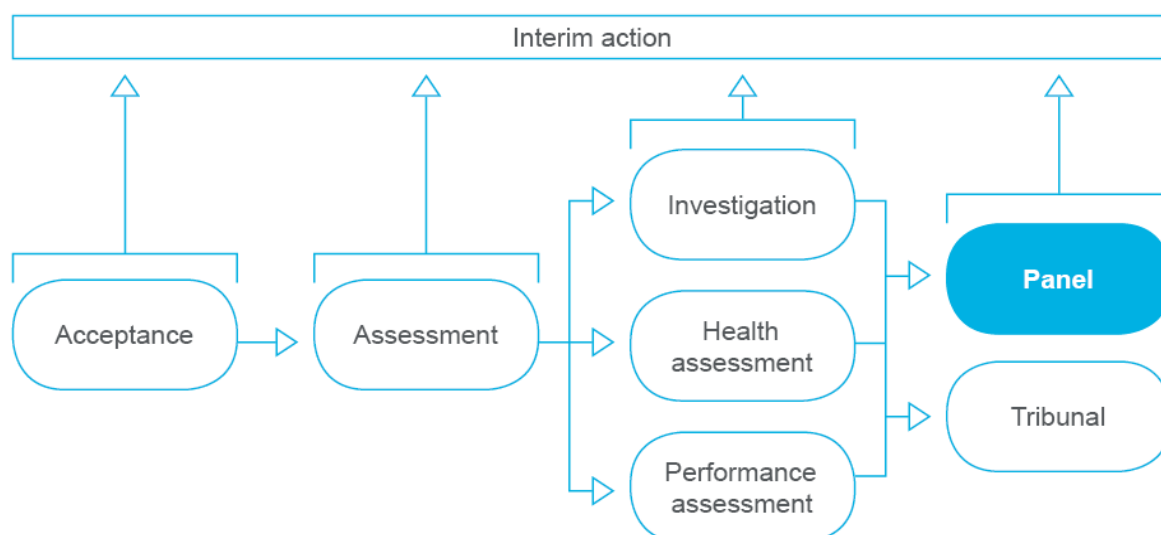 Interim action
Acceptance
Assessment
Investigation
Health
assessment
Performance
assessment
Panel
Tribunal